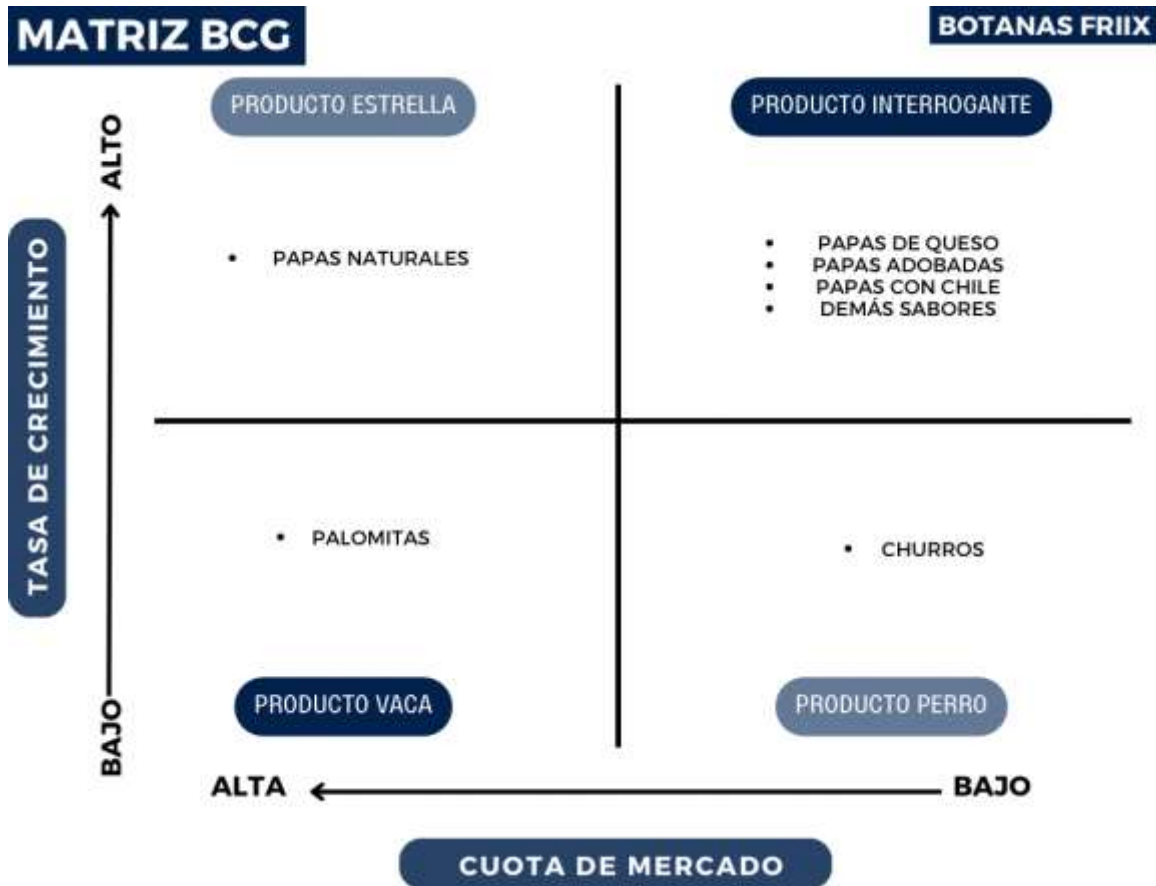 MATRIZ BCG
BOTANAS FRIIX
PRODUCTO ESTRELLA
PRODUCTO INTERROGANTE
ALTO
TASA DE CRECIMIENTO
BAJO
• PAPAS NATURALES
• PAPAS DE QUESO
• PAPAS ADOBADAS
• PAPAS CON CHILE
• DEMÁS SABORES
• PALOMITAS
• CHURROS
PRODUCTO VACA
PRODUCTO PERRO
ALTA
BAJO
CUOTA DE MERCADO